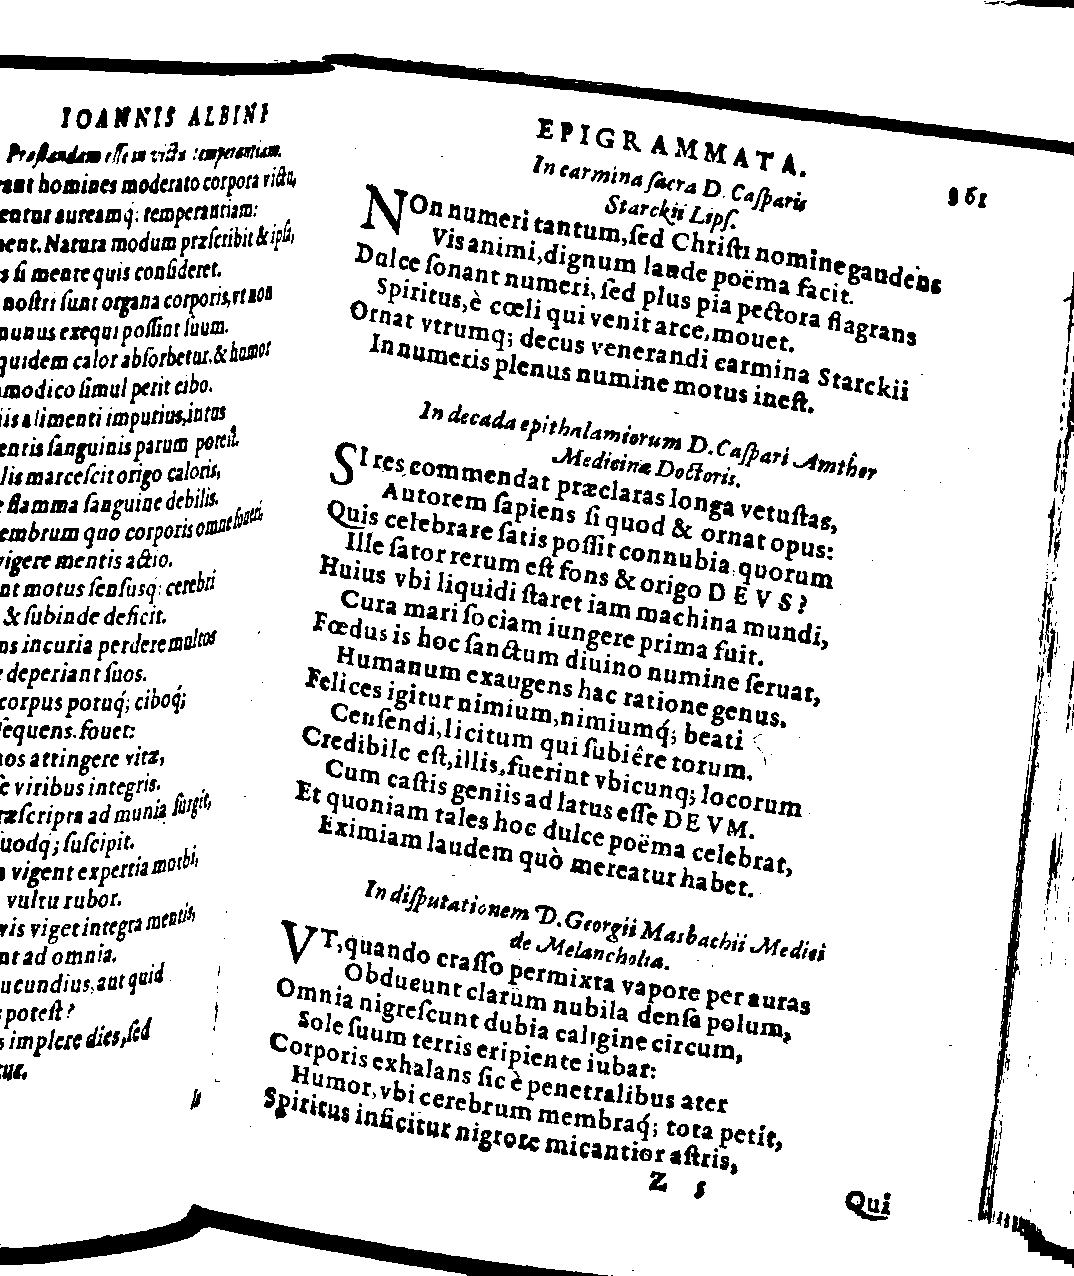 IOANNIS ALBINI
Præstandam esse in victu temperantiam.
rant homines moderato corpora victu,
entur aureamq́; temperantiam:
nent. Natura modum præscribit & ipsa,
s si mente quis consideret.
nostri sunt organa corporis, vt non
munus exequi possint suum.
quidem calor absorbetur, & humor
modico simul perit cibo.
iis alimenti impurius, intus
entis sanguinis parum potest.
lis marcescit origo caloris,
e flamma sanguine debilis.
embrum quo corporis omne
vigere mentis actio.
nt motus sensusq́: cerebri
& subinde deficit.
ns incuria perdere multos
deperiant suos.
corpus potuq́; ciboq́;
sequens. fouet:
nos attingere vitæ,
se viribus integris.
ræscripta ad munia surgit,
uodq́; suscipit.
vigent expertia morbi,
vultu rubor.
vis viget integra mentis,
nt ad omnia.
ucundius, aut quid
potest?
s implere dies, sed
tur.
EPIGRAMMATA. 361
In carmina sacra D. Casparis
Starckii Lips.
NOn numeri tantum, sed Christi nomine gaudens
Vis animi, dignum laude poëma facit.
Dulce sonant numeri, sed plus pia pectora flagrans
Spiritus, è cœli qui venit arce, mouet.
Ornat vtrumq; decus venerandi carmina Starckii
In numeris plenus numine motus inest.
In decada epithalamiorum D. Caspari Amther
Medicinæ Doctoris.
SI res commendat præclaras longa vetustas,
Autorem sapiens si quod & ornat opus:
Quis celebrare satis possit connubia, quorum
Ille sator rerum est fons & origo DEVS?
Huius vbi liquidi staret iam machina mundi,
Cura mari sociam iungere prima fuit.
Fœdus is hoc sanctum diuino numine seruat,
Humanum exaugens hac ratione genus.
Felices igitur nimium, nimiumq́; beati
Censendi, licitum qui subiêre torum.
Credibile est, illis, fuerint vbicunq; locorum
Cum castis geniis ad latus esse DEVM.
Et quoniam tales hoc dulce poëma celebrat,
Eximiam laudem quò mereatur habet.
In disputationem D. Georgii Masbachii Medici
de Melancholia.
VT, quando crasso permixta vapore per auras
Obducunt clarum nubila densa polum,
Omnia nigrescunt dubia caligine circum,
Sole suum terris eripiente iubar:
Corporis exhalans sic è penetralibus ater
Humor, vbi cerebrum membraq́; tota petit,
Spiritus inficitur nigrore micantior astris,
Z 5
Qui